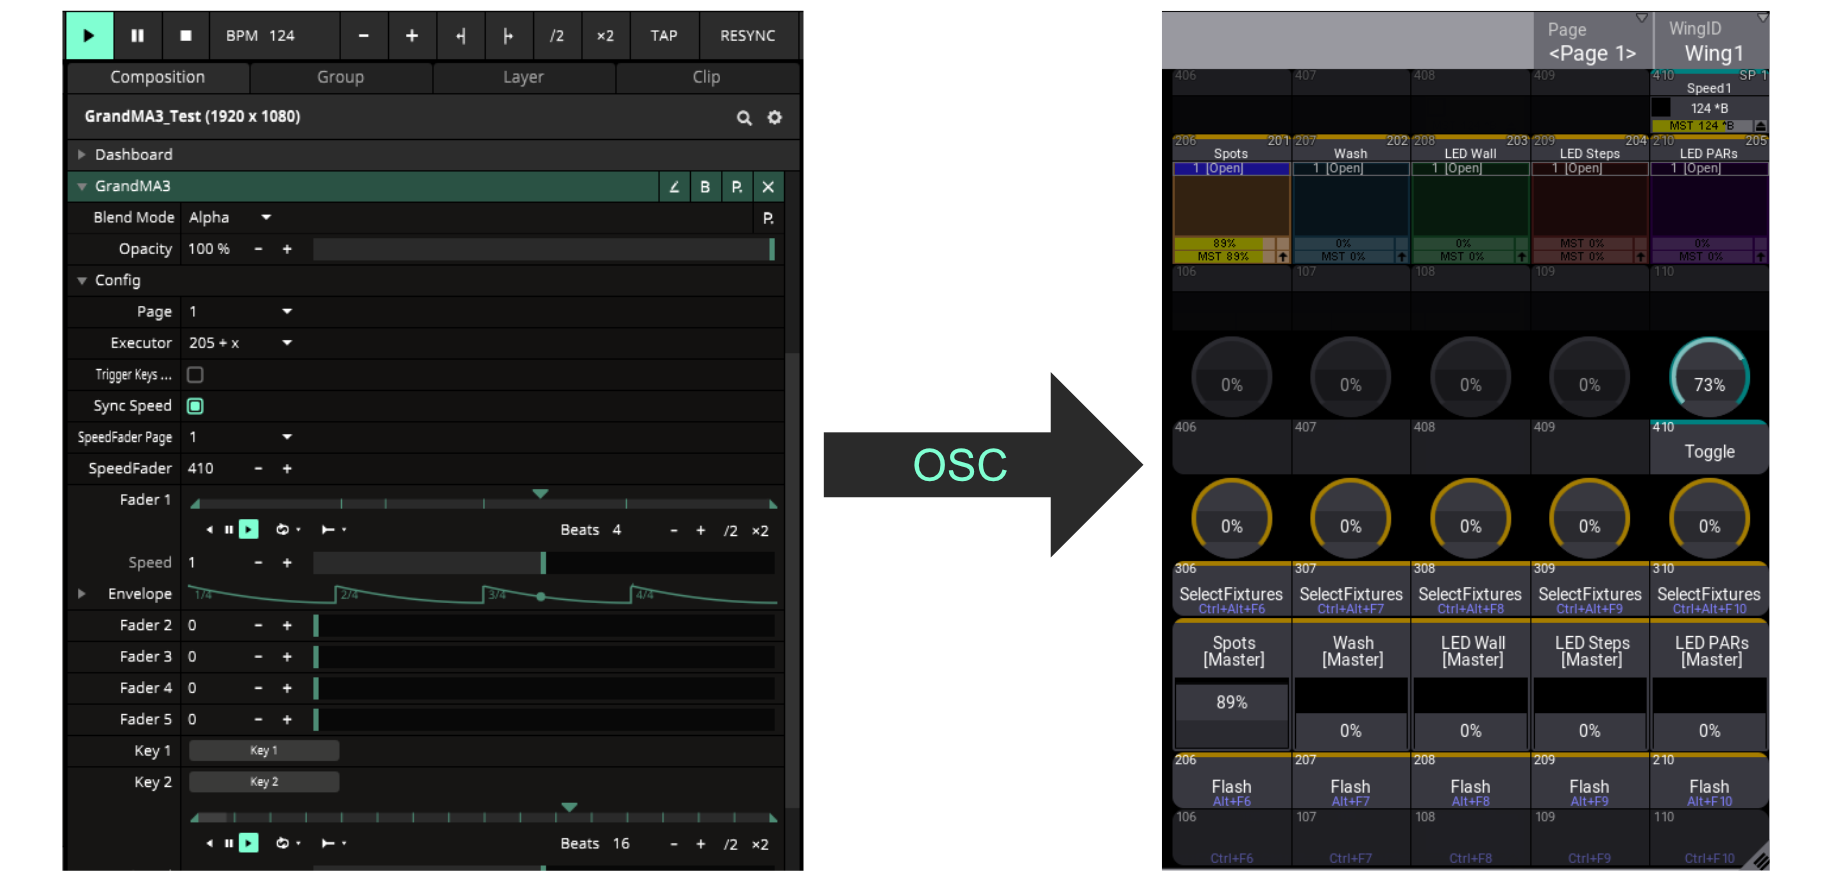 BPM 124 - + /2 ×2 TAP RESYNC
Composition Group Layer Clip
GrandMA3_Test (1920 x 1080)
Dashboard
GrandMA3 B P. X
Blend Mode Alpha P.
Opacity 100 % - +
Config
Page 1
Executor 205 + x
Trigger Keys ...
Sync Speed
SpeedFader Page 1
SpeedFader 410 - +
Fader 1
Beats 4 - + /2 ×2
Speed 1 - +
Envelope 1/4 2/4 3/4 4/4
Fader 2 0 - +
Fader 3 0 - +
Fader 4 0 - +
Fader 5 0 - +
Key 1 Key 1
Key 2 Key 2
Beats 16 - + /2 ×2
OSC
Page WingID
<Page 1> Wing1
406 407 408 409 410 SP 1
Speed1
124 *B
MST 124 *B
206 201 207 202 208 203 209 204 210 205
Spots Wash LED Wall LED Steps LED PARs
1 [Open] 1 [Open] 1 [Open] 1 [Open] 1 [Open]
89% 0% 0% MST 0% 0%
MST 89% MST 0% MST 0% MST 0% MST 0%
106 107 108 109 110
0% 0% 0% 0% 73%
406 407 408 409 410
Toggle
0% 0% 0% 0% 0%
306 307 308 309 310
SelectFixtures SelectFixtures SelectFixtures SelectFixtures SelectFixtures
Ctrl+Alt+F6 Ctrl+Alt+F7 Ctrl+Alt+F8 Ctrl+Alt+F9 Ctrl+Alt+F10
Spots Wash LED Wall LED Steps LED PARs
[Master] [Master] [Master] [Master] [Master]
89%
0% 0% 0% 0%
206 207 208 209 210
Flash Flash Flash Flash Flash
Alt+F6 Alt+F7 Alt+F8 Alt+F9 Alt+F10
106 107 108 109 110
Ctrl+F6 Ctrl+F7 Ctrl+F8 Ctrl+F9 Ctrl+F10